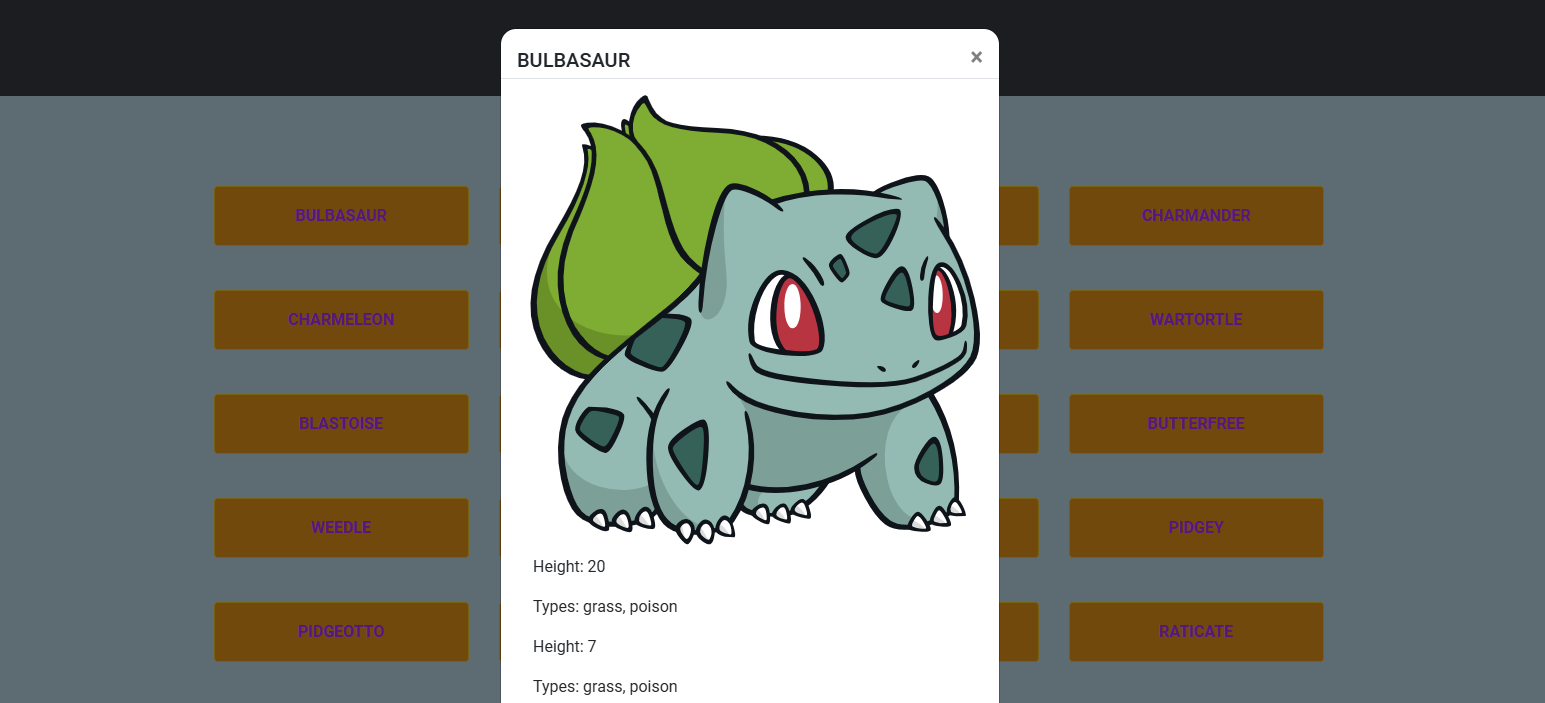 BULBASAUR ×
BULBASAUR
CHARMANDER
CHARMELEON
WARTORTLE
BLASTOISE
BUTTERFREE
WEEDLE
PIDGEY
PIDGEOTTO
RATICATE
Height: 20
Types: grass, poison
Height: 7
Types: grass, poison